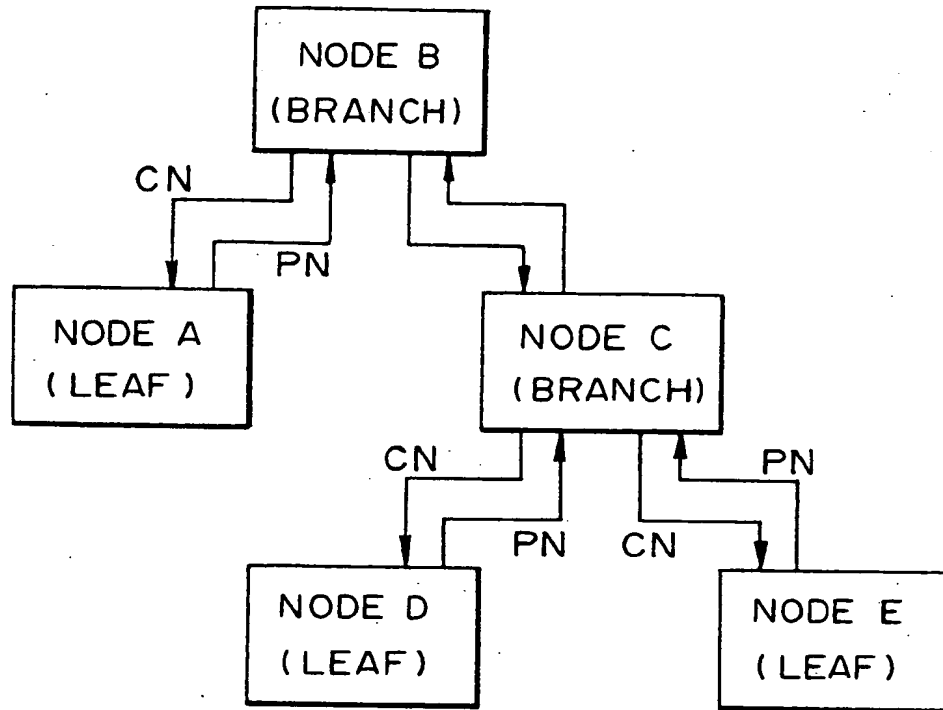 NODE B
(BRANCH)
CN
PN
NODE A
(LEAF)
NODE C
(BRANCH)
CN
PN
PN
CN
NODE D
(LEAF)
NODE E
(LEAF)